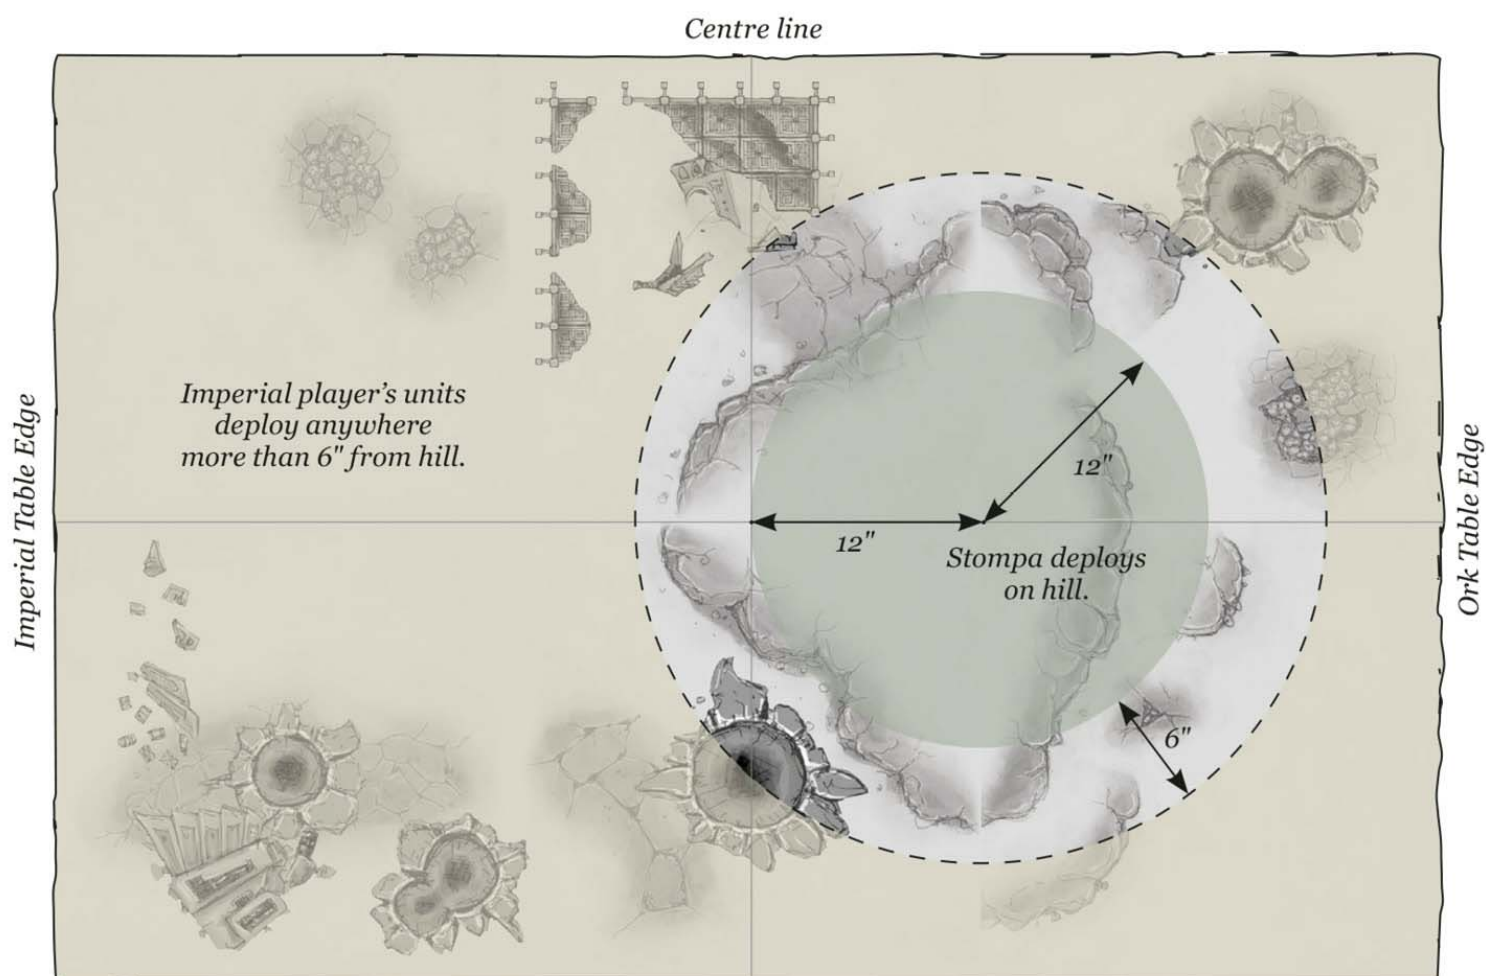 Centre line
Imperial Table Edge
Imperial player's units
deploy anywhere
more than 6" from hill.
12"
12"
Stompa deploys
on hill.
6"
Ork Table Edge